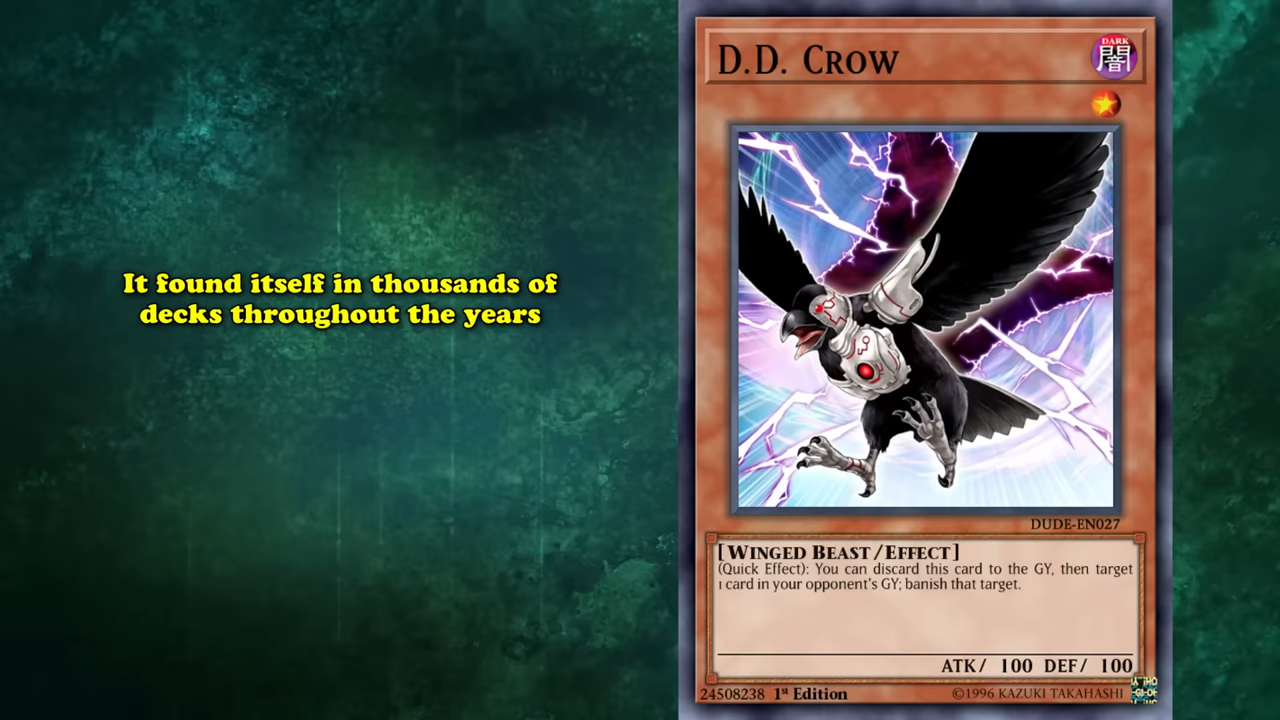 It found itself in thousands of
decks throughout the years
D.D. Crow
DARK
闇
DUDE-EN027
[Winged Beast/Effect]
(Quick Effect): You can discard this card to the GY, then target
1 card in your opponent's GY; banish that target.
ATK/ 100 DEF/ 100
24508238 1st Edition ©1996 KAZUKI TAKAHASHI